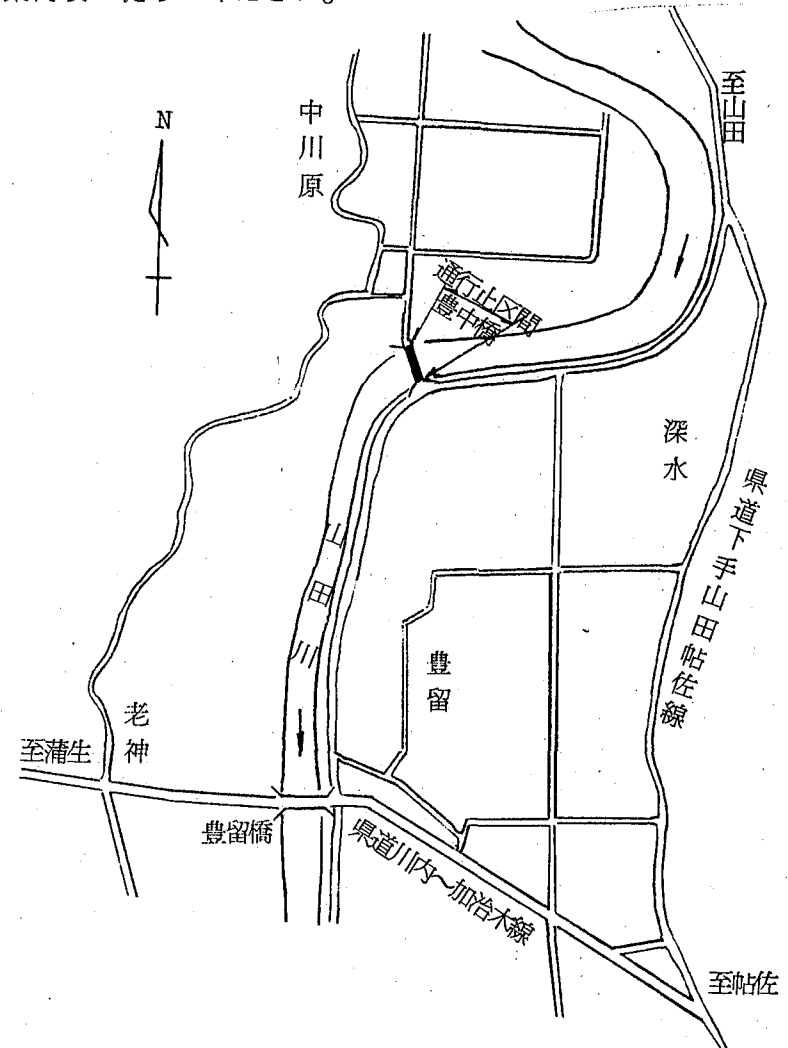 N
中川原
至山田
通行止区間
豊中橋
深水
県道下手山田帖佐線
山田川
豊留
老神
至蒲生
豊留橋
県道川内～加治木線
至帖佐